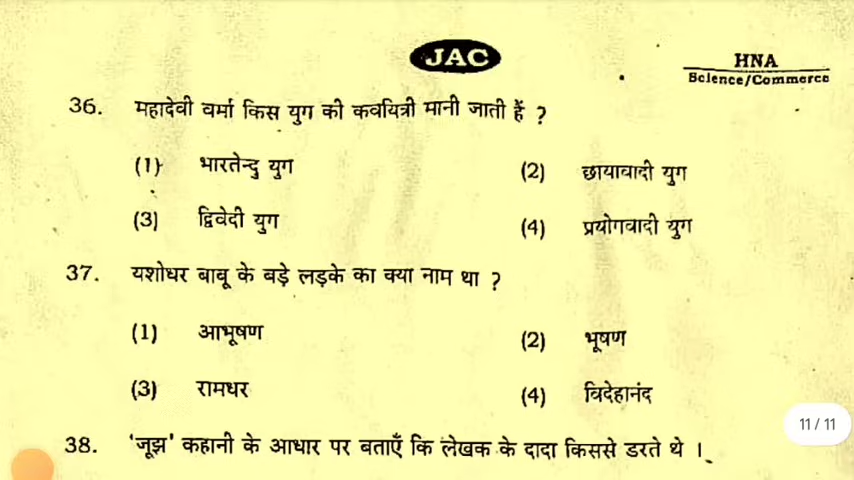 JAC
HNA
Science/Commerce
36. महादेवी वर्मा किस युग की कवयित्री मानी जाती हैं ?
(1) भारतेन्दु युग (2) छायावादी युग
(3) द्विवेदी युग (4) प्रयोगवादी युग
37. यशोधर बाबू के बड़े लड़के का क्या नाम था ?
(1) आभूषण (2) भूषण
(3) रामधर (4) विदेहानंद
11 / 11
38. 'जूझ' कहानी के आधार पर बताएँ कि लेखक के दादा किससे डरते थे ।